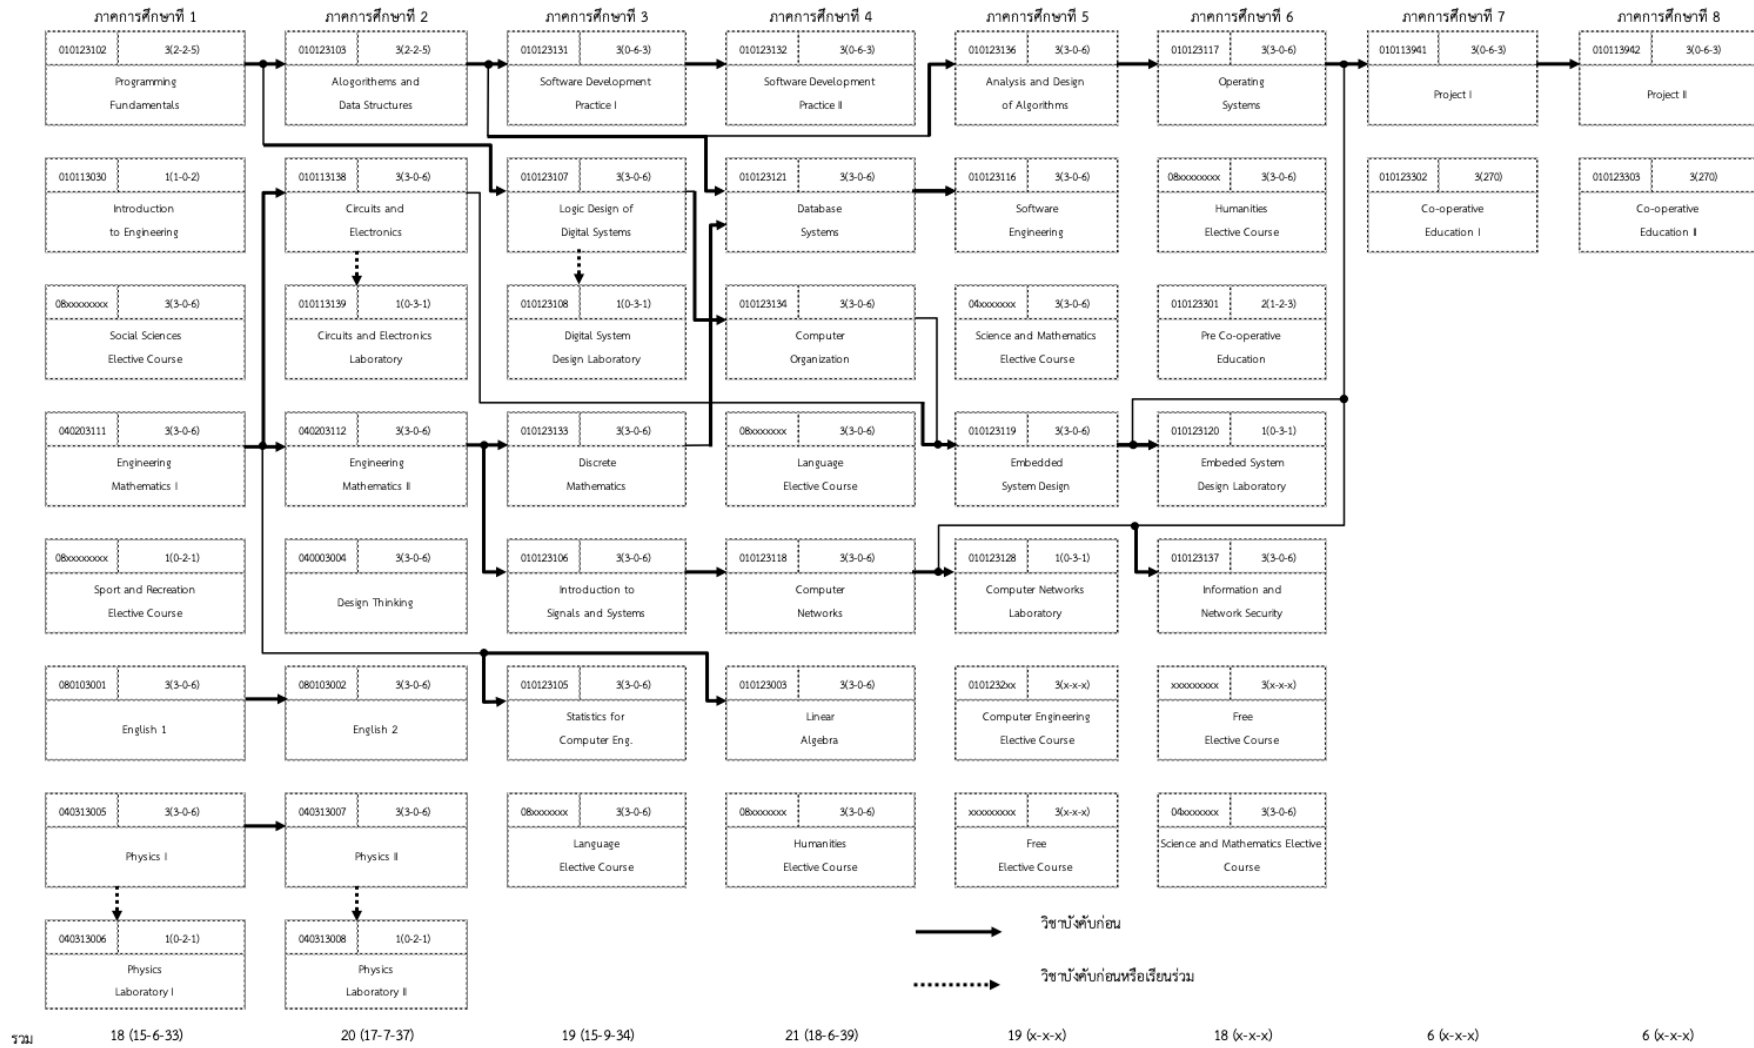 ภาคการศึกษาที่ 1 ภาคการศึกษาที่ 2 ภาคการศึกษาที่ 3 ภาคการศึกษาที่ 4 ภาคการศึกษาที่ 5 ภาคการศึกษาที่ 6 ภาคการศึกษาที่ 7 ภาคการศึกษาที่ 8
010123102 3(2-2-5) 010123103 3(2-2-5) 010123131 3(0-6-3) 010123132 3(0-6-3) 010123136 3(3-0-6) 010123117 3(3-0-6) 010113941 3(0-6-3) 010113942 3(0-6-3)
Programming Alogorithems and Software Development Software Development Analysis and Design Operating Project I Project II
Fundamentals Data Structures Practice I Practice II of Algorithms Systems
010113030 1(1-0-2) 010113138 3(3-0-6) 010123107 3(3-0-6) 010123121 3(3-0-6) 010123116 3(3-0-6) 08xxxxxxxx 3(3-0-6) 010123302 3(270) 010123303 3(270)
Introduction Circuits and Logic Design of Database Software Humanities Co-operative Co-operative
to Engineering Electronics Digital Systems Systems Engineering Elective Course Education I Education II
08xxxxxxxx 3(3-0-6) 010113139 1(0-3-1) 010123108 1(0-3-1) 010123134 3(3-0-6) 04xxxxxxx 3(3-0-6) 010123301 2(1-2-3)
Social Sciences Circuits and Electronics Digital System Computer Science and Mathematics Pre Co-operative
Elective Course Laboratory Design Laboratory Organization Elective Course Education
040203111 3(3-0-6) 040203112 3(3-0-6) 010123133 3(3-0-6) 08xxxxxxx 3(3-0-6) 010123119 3(3-0-6) 010123120 1(0-3-1)
Engineering Engineering Discrete Language Embedded Embeded System
Mathematics I Mathematics II Mathematics Elective Course System Design Design Laboratory
08xxxxxxxx 1(0-2-1) 040003004 3(3-0-6) 010123106 3(3-0-6) 010123118 3(3-0-6) 010123128 1(0-3-1) 010123137 3(3-0-6)
Sport and Recreation Design Thinking Introduction to Computer Computer Networks Information and
Elective Course Signals and Systems Networks Laboratory Network Security
080103001 3(3-0-6) 080103002 3(3-0-6) 010123105 3(3-0-6) 010123003 3(3-0-6) 0101232xx 3(x-x-x) xxxxxxxxx 3(x-x-x)
English 1 English 2 Statistics for Linear Computer Engineering Free
Computer Eng. Algebra Elective Course Elective Course
040313005 3(3-0-6) 040313007 3(3-0-6) 08xxxxxxx 3(3-0-6) 08xxxxxxx 3(3-0-6) xxxxxxxxx 3(x-x-x) 04xxxxxxx 3(3-0-6)
Physics I Physics II Language Humanities Free Science and Mathematics Elective
Elective Course Elective Course Elective Course Course
040313006 1(0-2-1) 040313008 1(0-2-1) วิชาบังคับก่อน
Physics Physics วิชาบังคับก่อนหรือเรียนร่วม
Laboratory I Laboratory II
รวม 18 (15-6-33) 20 (17-7-37) 19 (15-9-34) 21 (18-6-39) 19 (x-x-x) 18 (x-x-x) 6 (x-x-x) 6 (x-x-x)